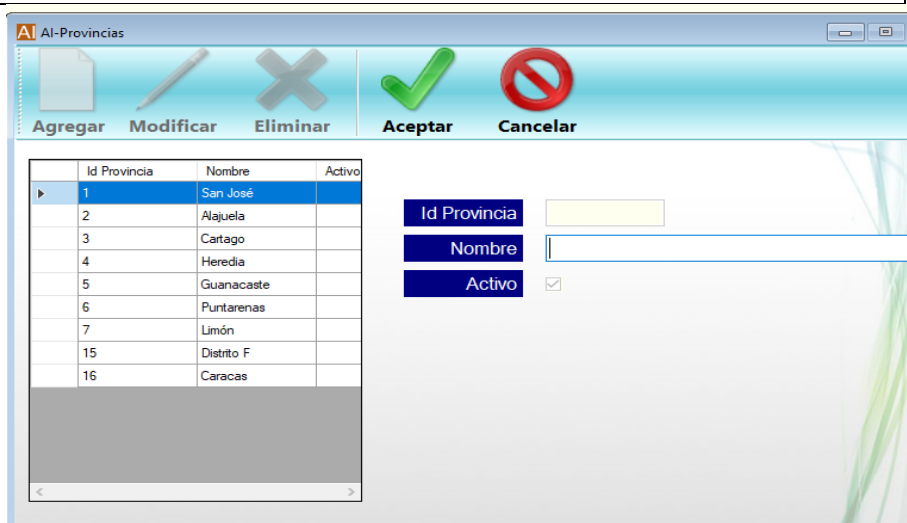 AI AI-Provincias
Agregar Modificar Eliminar Aceptar Cancelar
Id Provincia Nombre Activo
1 San José
2 Alajuela
3 Cartago
4 Heredia
5 Guanacaste
6 Puntarenas
7 Limón
15 Distrito F
16 Caracas
Id Provincia
Nombre
Activo